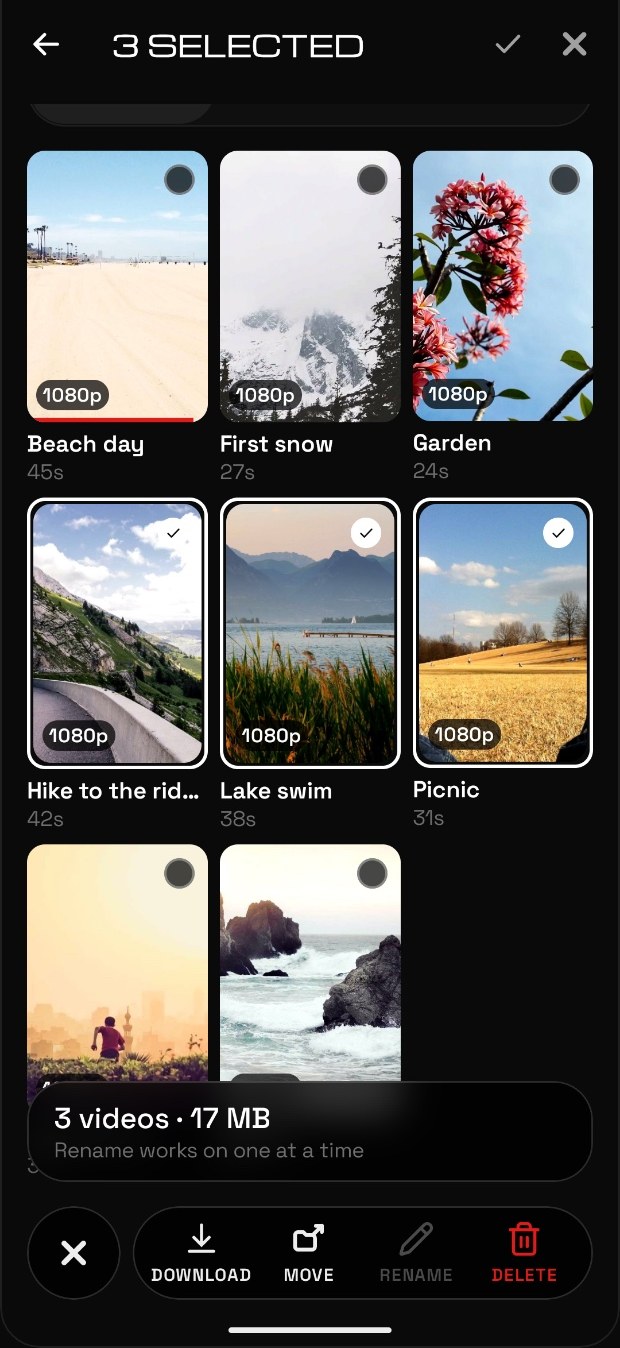 3 SELECTED
1080p
1080p
1080p
Beach day
First snow
Garden
45s
27s
24s
1080p
1080p
1080p
Hike to the rid...
Lake swim
Picnic
42s
38s
31s
3 videos · 17 MB
Rename works on one at a time
DOWNLOAD
MOVE
RENAME
DELETE